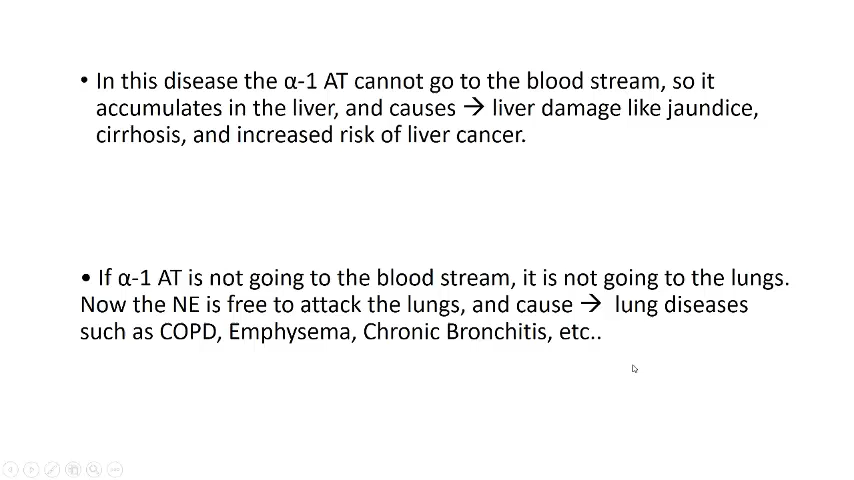 • In this disease the α-1 AT cannot go to the blood stream, so it
accumulates in the liver, and causes → liver damage like jaundice,
cirrhosis, and increased risk of liver cancer.
• If α-1 AT is not going to the blood stream, it is not going to the lungs.
Now the NE is free to attack the lungs, and cause → lung diseases
such as COPD, Emphysema, Chronic Bronchitis, etc..